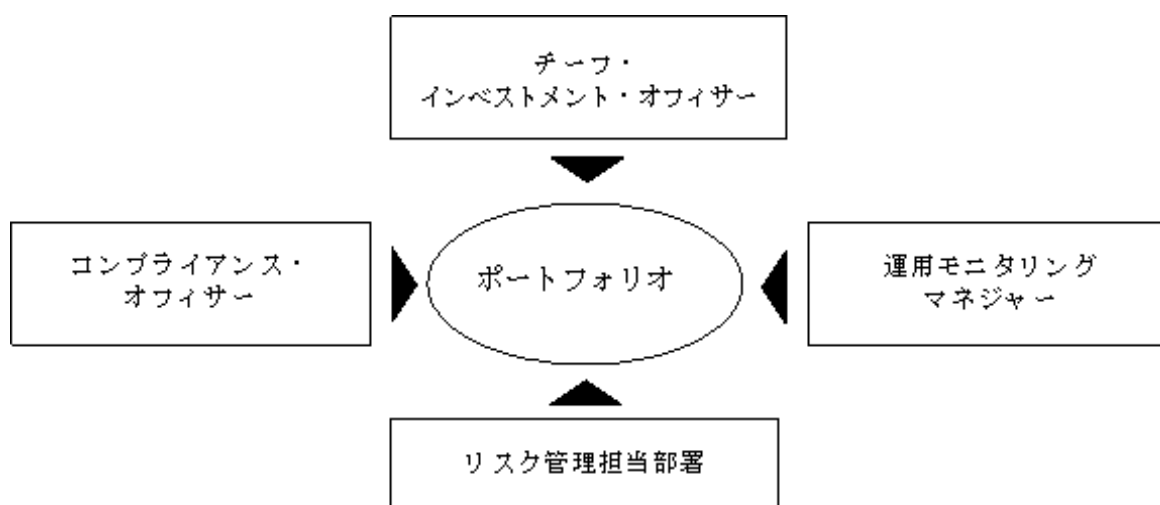 チーフ・
インベストメント・オフィサー
コンプライアンス・
オフィサー
ポートフォリオ
運用モニタリング
マネジャー
リスク管理担当部署